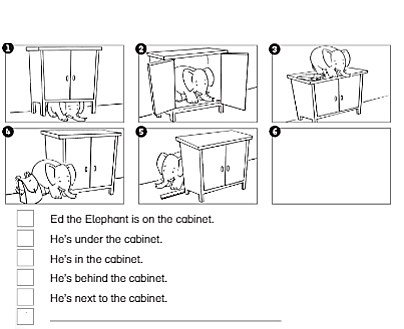 1
2
3
4
5
6
Ed the Elephant is on the cabinet.
He's under the cabinet.
He's in the cabinet.
He's behind the cabinet.
He's next to the cabinet.